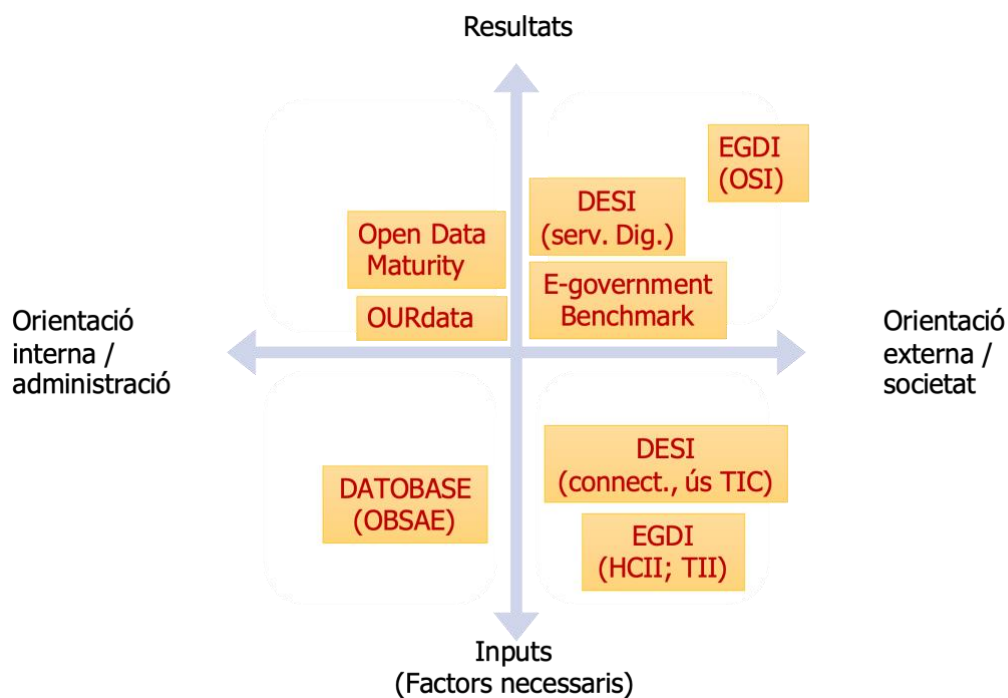 Resultats
EGDI
(OSI)
DESI
(serv. Dig.)
Open Data
Maturity
E-government
Benchmark
OURdata
Orientació
interna /
administració
Orientació
externa /
societat
DESI
(connect., ús TIC)
DATOBASE
(OBSAE)
EGDI
(HCII; TII)
Inputs
(Factors necessaris)